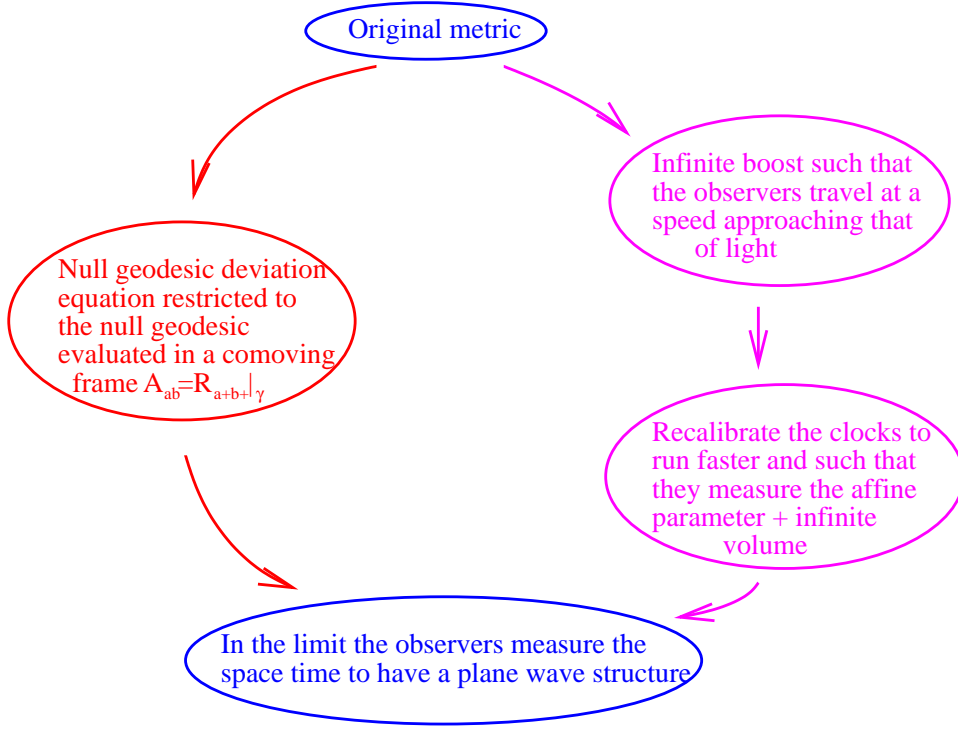 Original metric
Infinite boost such that
the observers travel at a
speed approaching that
of light
Null geodesic deviation
equation restricted to
the null geodesic
evaluated in a comoving
frame A_{ab}=R_{a+b+}|_γ
Recalibrate the clocks to
run faster and such that
they measure the affine
parameter + infinite
volume
In the limit the observers measure the
space time to have a plane wave structure